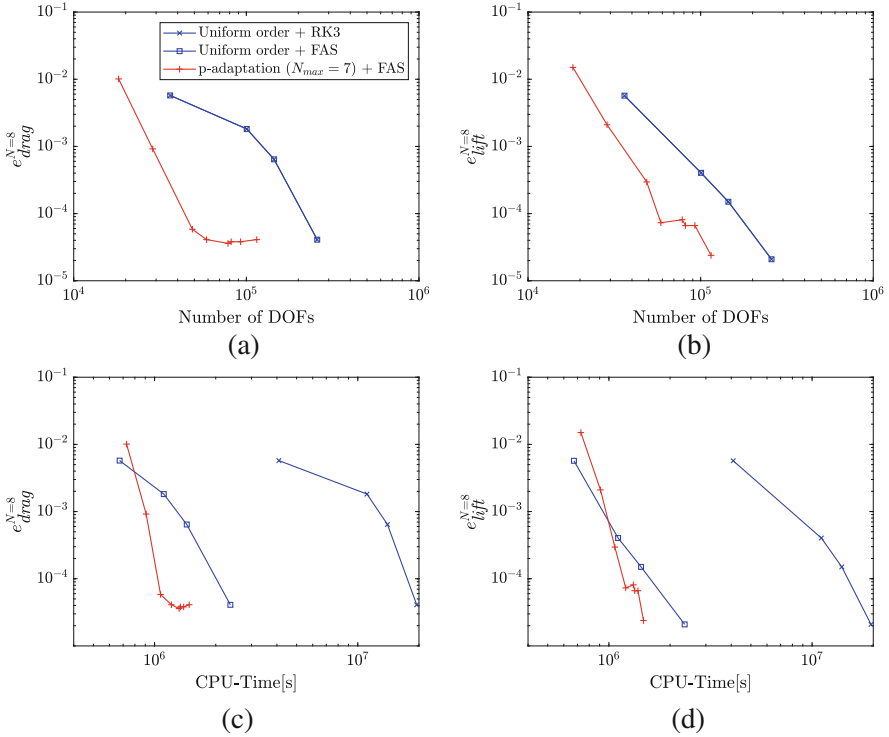 Uniform order + RK3
Uniform order + FAS
p-adaptation (N_max = 7) + FAS
10^-1
10^-2
10^-3
10^-4
10^-5
e^{N=8}_{drag}
10^4
10^5
10^6
Number of DOFs
(a)
10^-1
10^-2
10^-3
10^-4
10^-5
e^{N=8}_{lift}
10^4
10^5
10^6
Number of DOFs
(b)
10^-1
10^-2
10^-3
10^-4
e^{N=8}_{drag}
10^6
10^7
CPU-Time[s]
(c)
10^-1
10^-2
10^-3
10^-4
e^{N=8}_{lift}
10^6
10^7
CPU-Time[s]
(d)